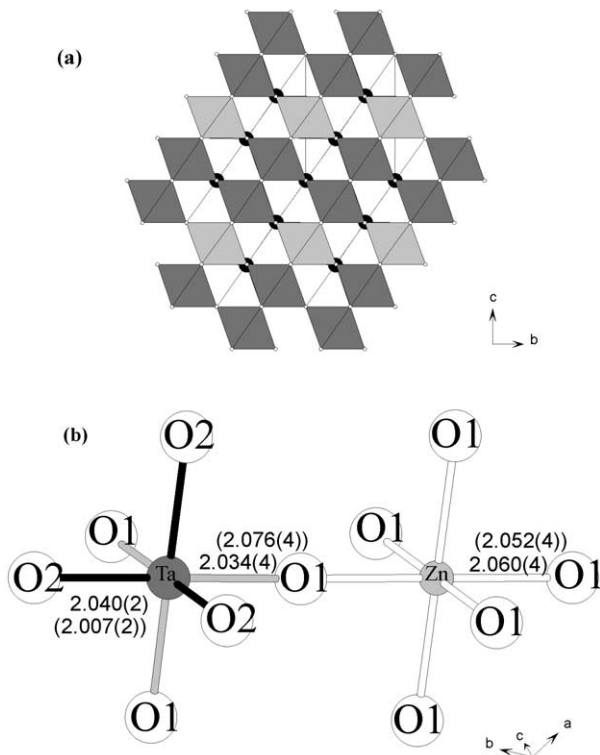 (a)
c
b
(b)
O2
O1
O1
O1
(2.076(4))
(2.052(4))
2.034(4)
2.060(4)
O2
Ta
O1
Zn
O1
2.040(2)
(2.007(2))
O2
O1
O1
O1
a
c
b